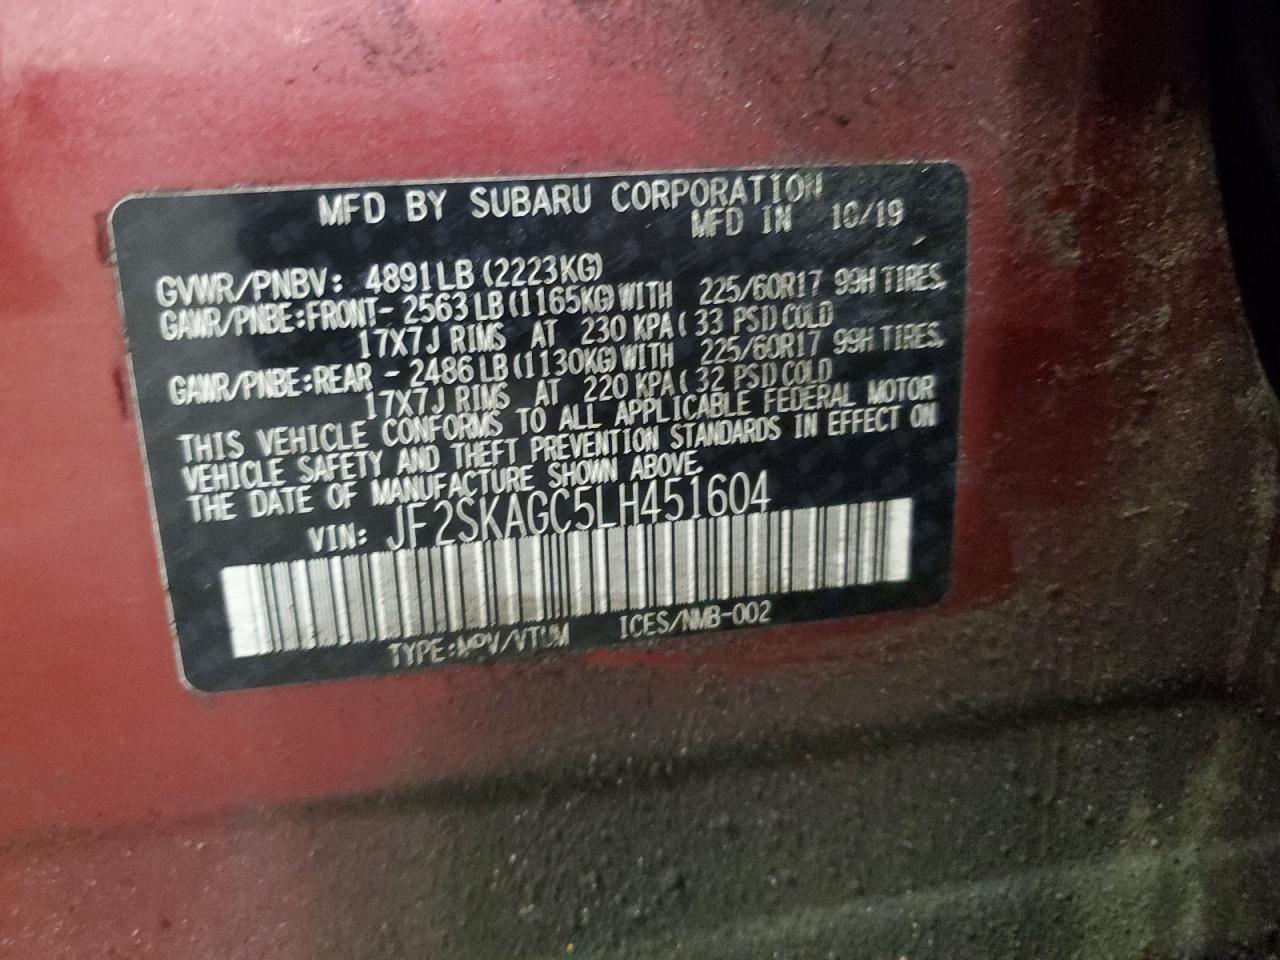 MFD BY SUBARU CORPORATION
MFD IN 10/19
GVWR/PNBV: 4891LB (2223KG)
GAWR/PNBE:FRONT- 2563 LB (1165KG) WITH 225/60R17 99H TIRES,
17X7J RIMS AT 230 KPA( 33 PSI) COLD
GAWR/PNBE:REAR - 2486 LB (1130KG) WITH 225/60R17 99H TIRES,
17X7J RIMS AT 220 KPA( 32 PSI) COLD
THIS VEHICLE CONFORMS TO ALL APPLICABLE FEDERAL MOTOR
VEHICLE SAFETY AND THEFT PREVENTION STANDARDS IN EFFECT ON
THE DATE OF MANUFACTURE SHOWN ABOVE.
VIN: JF2SKAGC5LH451604
TYPE:MPV/VTUM ICES/NMB-002